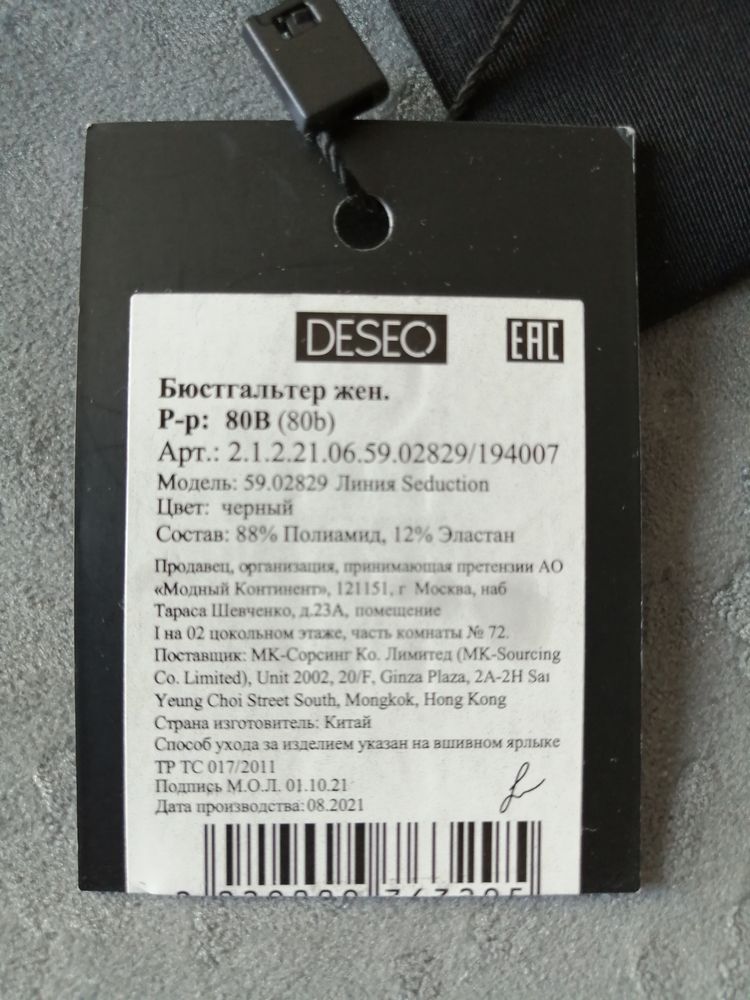 DESEO
EAC
Бюстгальтер жен.
Р-р: 80B (80b)
Арт.: 2.1.2.21.06.59.02829/194007
Модель: 59.02829 Линия Seduction
Цвет: черный
Состав: 88% Полиамид, 12% Эластан
Продавец, организация, принимающая претензии АО
«Модный Континент», 121151, г Москва, наб
Тараса Шевченко, д.23А, помещение
I на 02 цокольном этаже, часть комнаты № 72.
Поставщик: МК-Сорсинг Ко. Лимитед (MK-Sourcing
Co. Limited), Unit 2002, 20/F, Ginza Plaza, 2A-2H Sai
Yeung Choi Street South, Mongkok, Hong Kong
Страна изготовитель: Китай
Способ ухода за изделием указан на вшивном ярлыке
ТР ТС 017/2011
Подпись М.О.Л. 01.10.21
Дата производства: 08.2021